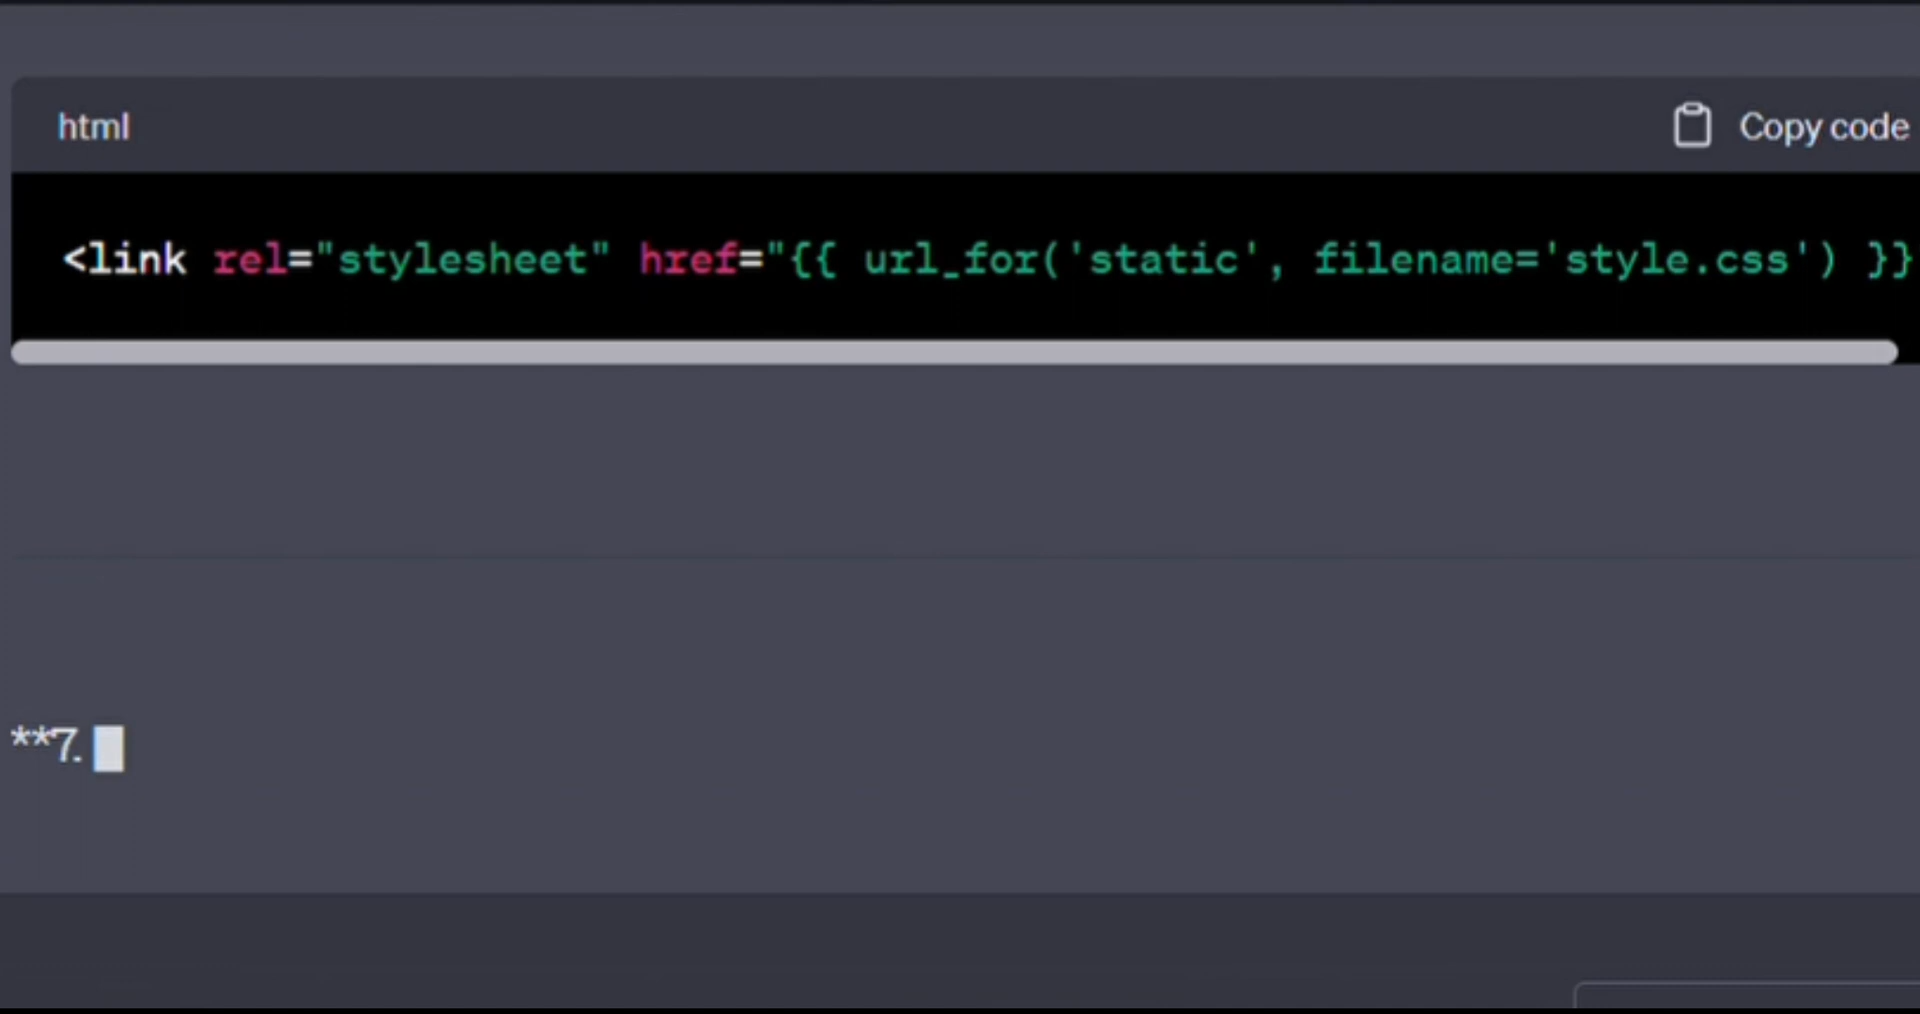 html
Copy code
<link rel="stylesheet" href="{{ url_for('static', filename='style.css') }}
**7.